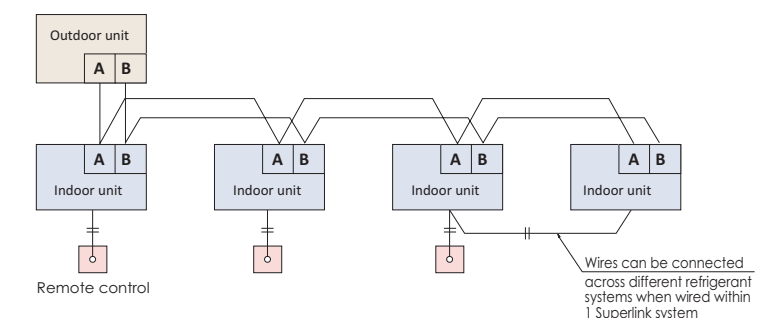 Outdoor unit
A B
A B
Indoor unit
A B
Indoor unit
A B
Indoor unit
A B
Indoor unit
Remote control
Wires can be connected
across different refrigerant
systems when wired within
1 Superlink system